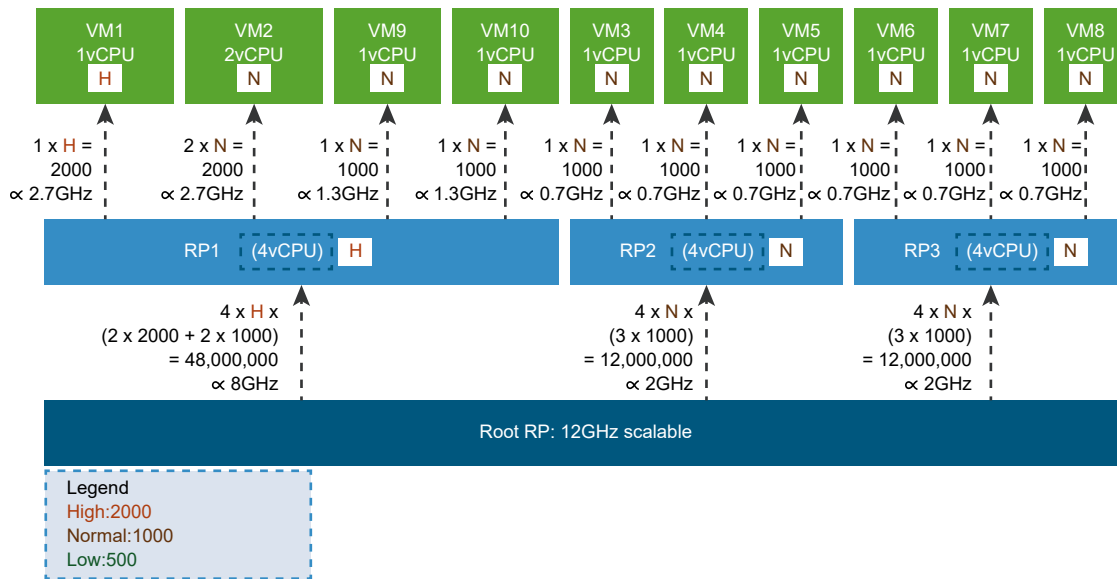 VM1
1vCPU
H
VM2
2vCPU
N
VM9
1vCPU
N
VM10
1vCPU
N
VM3
1vCPU
N
VM4
1vCPU
N
VM5
1vCPU
N
VM6
1vCPU
N
VM7
1vCPU
N
VM8
1vCPU
N
1 x H =
2000
∝ 2.7GHz
2 x N =
2000
∝ 2.7GHz
1 x N =
1000
∝ 1.3GHz
1 x N =
1000
∝ 1.3GHz
1 x N =
1000
∝ 0.7GHz
1 x N =
1000
∝ 0.7GHz
1 x N =
1000
∝ 0.7GHz
1 x N =
1000
∝ 0.7GHz
1 x N =
1000
∝ 0.7GHz
1 x N =
1000
∝ 0.7GHz
RP1 (4vCPU) H
RP2 (4vCPU) N
RP3 (4vCPU) N
4 x H x
(2 x 2000 + 2 x 1000)
= 48,000,000
∝ 8GHz
4 x N x
(3 x 1000)
= 12,000,000
∝ 2GHz
4 x N x
(3 x 1000)
= 12,000,000
∝ 2GHz
Root RP: 12GHz scalable
Legend
High:2000
Normal:1000
Low:500